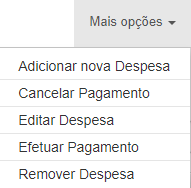 Mais opções
Adicionar nova Despesa
Cancelar Pagamento
Editar Despesa
Efetuar Pagamento
Remover Despesa